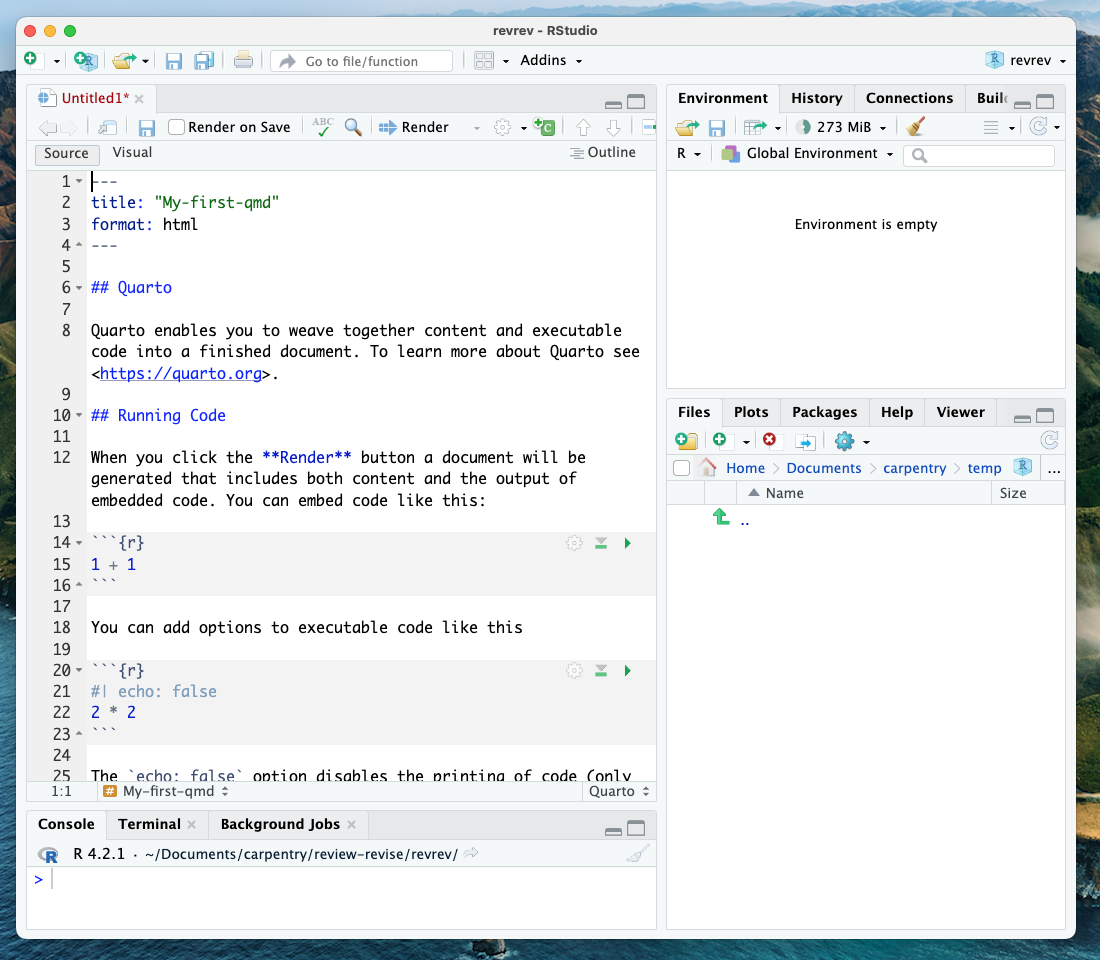 revrev - RStudio
Go to file/function
Addins
revrev
Untitled1*
Render on Save
ABC
Render
Source
Visual
Outline
1 ---
2 title: "My-first-qmd"
3 format: html
4 ---
5
6 ## Quarto
7
8 Quarto enables you to weave together content and executable
code into a finished document. To learn more about Quarto see
<https://quarto.org>.
9
10 ## Running Code
11
12 When you click the **Render** button a document will be
generated that includes both content and the output of
embedded code. You can embed code like this:
13
14 ```{r}
15 1 + 1
16 ```
17
18 You can add options to executable code like this
19
20 ```{r}
21 #| echo: false
22 2 * 2
23 ```
24
25 The `echo: false` option disables the printing of code (only
1:1
# My-first-qmd
Quarto
Console
Terminal
Background Jobs
R 4.2.1 · ~/Documents/carpentry/review-revise/revrev/
>
Environment
History
Connections
273 MiB
R
Global Environment
Environment is empty
Files
Plots
Packages
Help
Viewer
Home
Documents
carpentry
temp
...
Name
Size
..